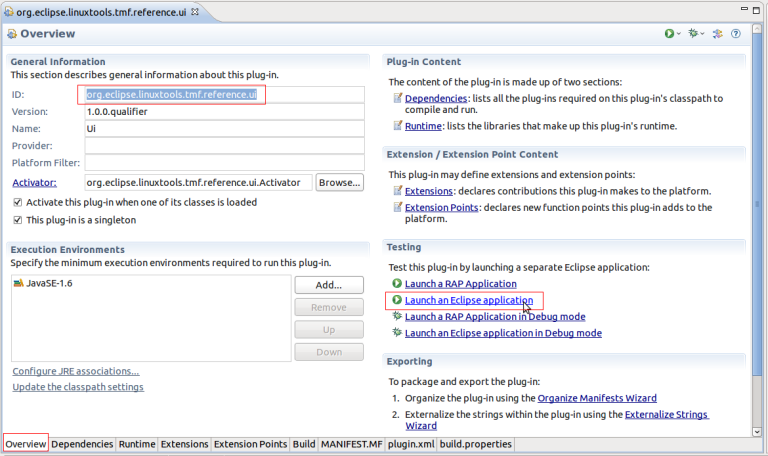 org.eclipse.linuxtools.tmf.reference.ui
Overview
General Information
This section describes general information about this plug-in.
ID: org.eclipse.linuxtools.tmf.reference.ui
Version: 1.0.0.qualifier
Name: Ui
Provider:
Platform Filter:
Activator: org.eclipse.linuxtools.tmf.reference.ui.Activator Browse...
Activate this plug-in when one of its classes is loaded
This plug-in is a singleton
Execution Environments
Specify the minimum execution environments required to run this plug-in.
JavaSE-1.6
Add...
Remove
Up
Down
Configure JRE associations...
Update the classpath settings
Plug-in Content
The content of the plug-in is made up of two sections:
Dependencies: lists all the plug-ins required on this plug-in's classpath to
compile and run.
Runtime: lists the libraries that make up this plug-in's runtime.
Extension / Extension Point Content
This plug-in may define extensions and extension points:
Extensions: declares contributions this plug-in makes to the platform.
Extension Points: declares new function points this plug-in adds to the
platform.
Testing
Test this plug-in by launching a separate Eclipse application:
Launch a RAP Application
Launch an Eclipse application
Launch a RAP Application in Debug mode
Launch an Eclipse application in Debug mode
Exporting
To package and export the plug-in:
1. Organize the plug-in using the Organize Manifests Wizard
2. Externalize the strings within the plug-in using the Externalize Strings
Wizard
Overview Dependencies Runtime Extensions Extension Points Build MANIFEST.MF plugin.xml build.properties